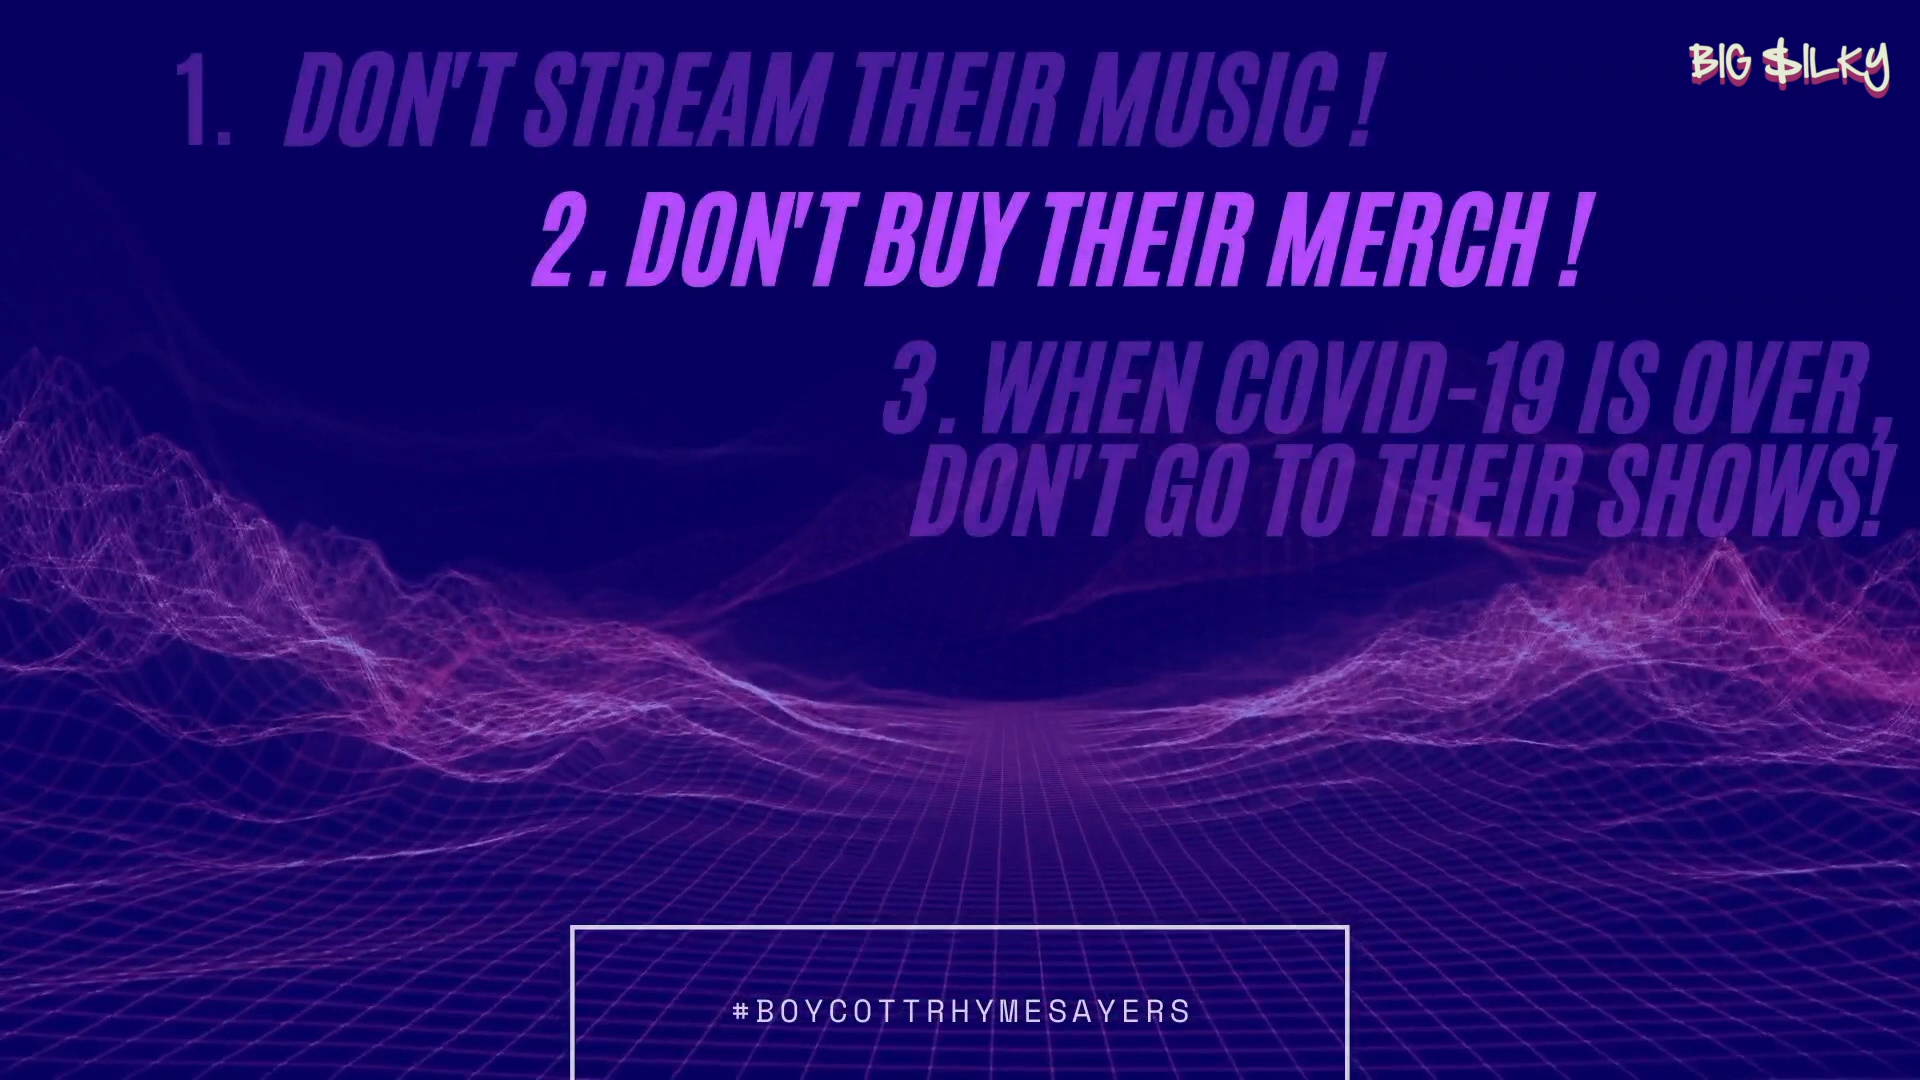 BIG $ILKY
1. DON'T STREAM THEIR MUSIC !
2. DON'T BUY THEIR MERCH !
3. WHEN COVID-19 IS OVER,
DON'T GO TO THEIR SHOWS!
#BOYCOTTRHYMESAYERS